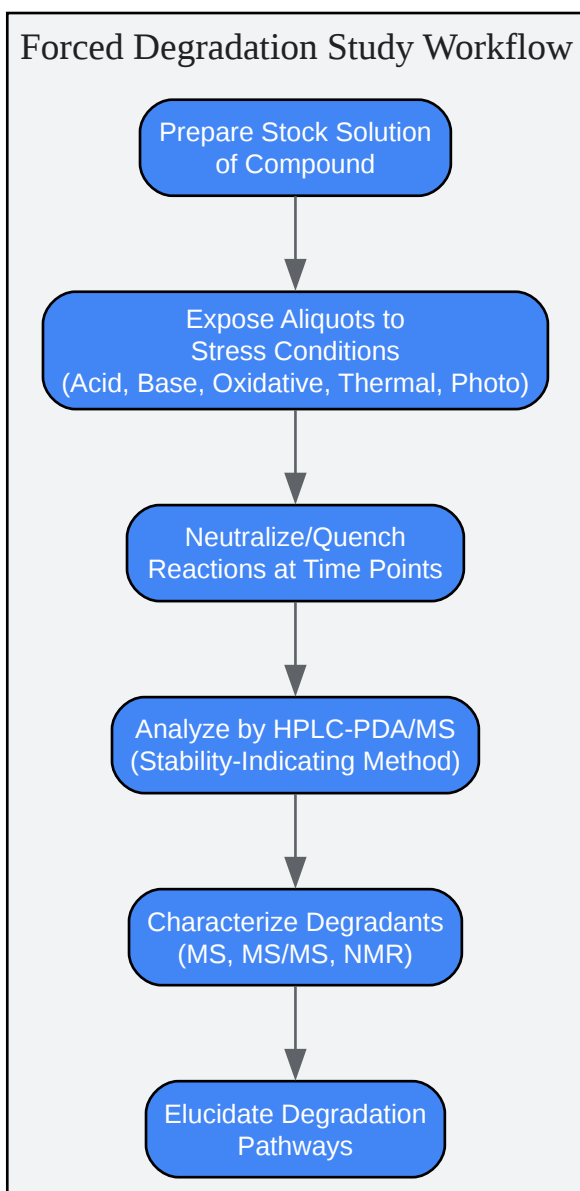 Forced Degradation Study Workflow
Prepare Stock Solution
of Compound
Expose Aliquots to
Stress Conditions
(Acid, Base, Oxidative, Thermal, Photo)
Neutralize/Quench
Reactions at Time Points
Analyze by HPLC-PDA/MS
(Stability-Indicating Method)
Characterize Degradants
(MS, MS/MS, NMR)
Elucidate Degradation
Pathways